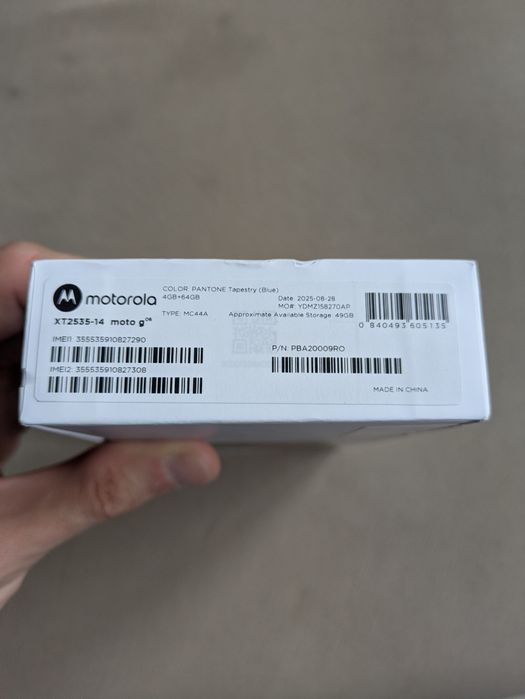 motorola
COLOR: PANTONE Tapestry (Blue)
4GB+64GB
Date: 2025-08-28
MO#: YDMZ158270AP
TYPE: MC44A
Approximate Available Storage: 49GB
0 840493 605135
XT2535-14 moto g06
IMEI1: 355535910827290
P/N: PBA20009RO
IMEI2: 355535910827308
MADE IN CHINA